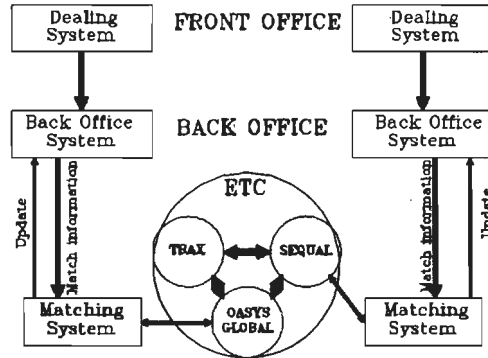 Dealing
System
FRONT OFFICE
Dealing
System
Back Office
System
BACK OFFICE
Back Office
System
ETC
Update
Match information
TRAX
SEQUAL
Match information
Update
OASYS
GLOBAL
Matching
System
Matching
System